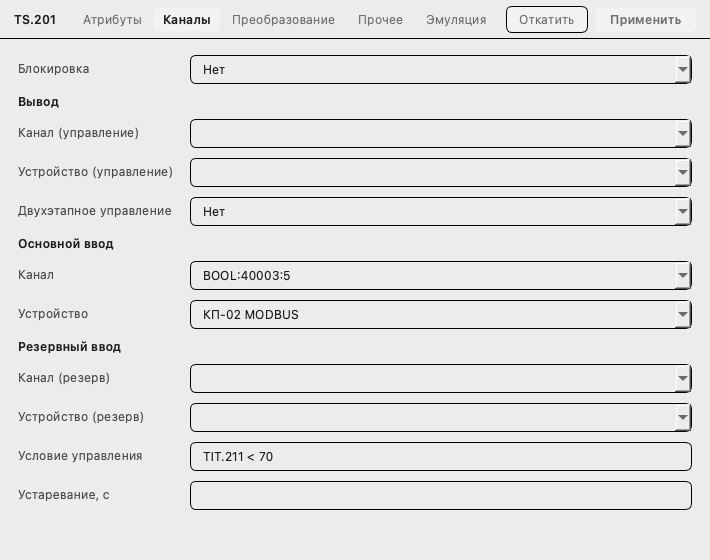 TS.201 Атрибуты Каналы Преобразование Прочее Эмуляция Откатить Применить
Блокировка Нет
Вывод
Канал (управление)
Устройство (управление)
Двухэтапное управление Нет
Основной ввод
Канал BOOL:40003:5
Устройство КП-02 MODBUS
Резервный ввод
Канал (резерв)
Устройство (резерв)
Условие управления TIT.211 < 70
Устаревание, с